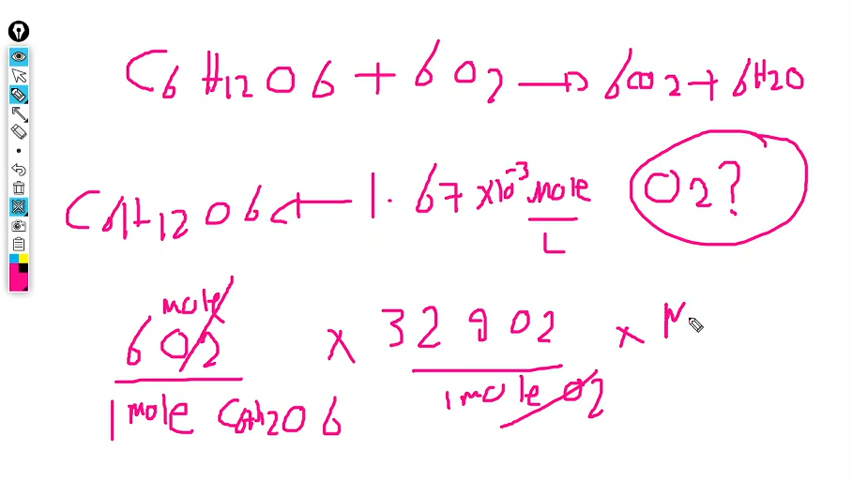 C6H12O6 + 6O2 → 6CO2 + 6H2O
C6H12O6 ← 1.67 x10-3 mole/L O2?
6 mole O2 / 1 mole C6H12O6 x 32 g O2 / 1 mole O2 x